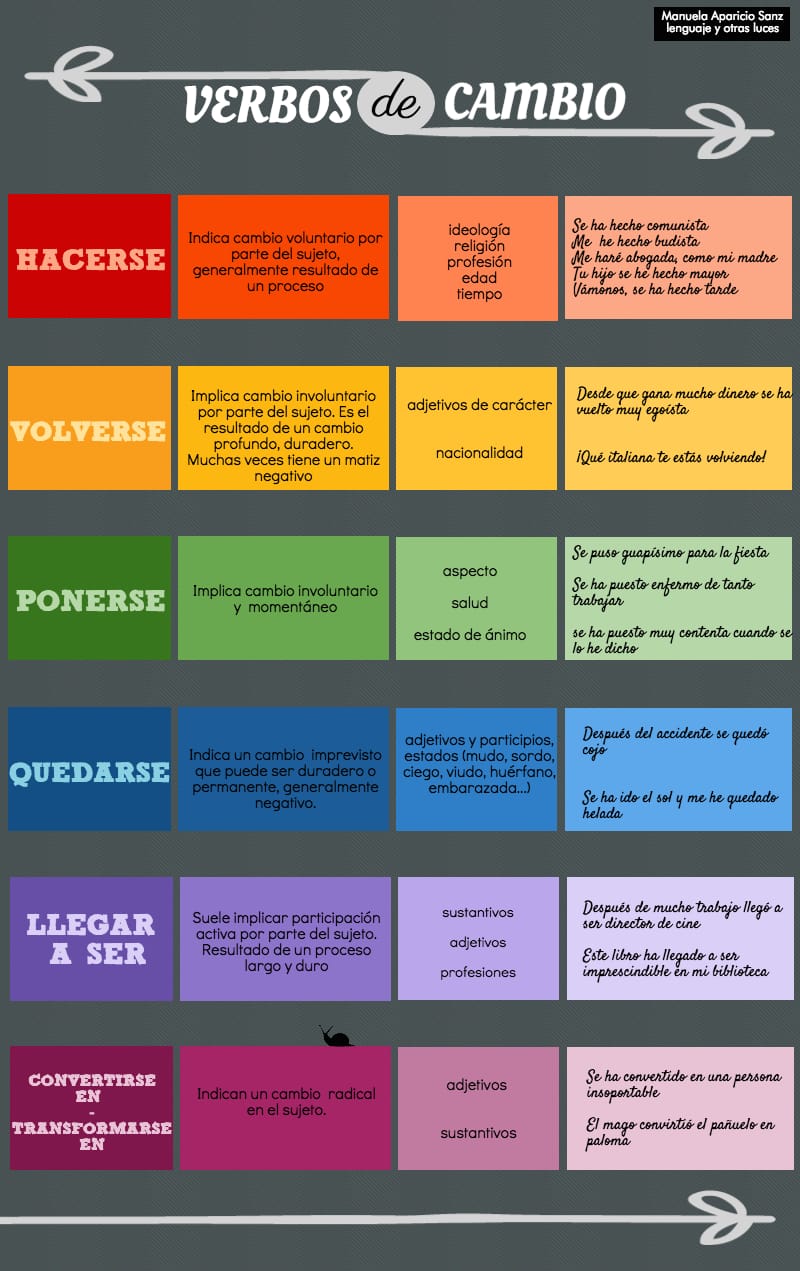 Manuela Aparicio Sanz
lenguaje y otras luces
VERBOS de CAMBIO
HACERSE
Indica cambio voluntario por
parte del sujeto,
generalmente resultado de
un proceso
ideología
religión
profesión
edad
tiempo
Se ha hecho comunista
Me he hecho budista
Me haré abogada, como mi madre
Tu hijo se he hecho mayor
Vámonos, se ha hecho tarde
VOLVERSE
Implica cambio involuntario
por parte del sujeto. Es el
resultado de un cambio
profundo, duradero.
Muchas veces tiene un matiz
negativo
adjetivos de carácter
nacionalidad
Desde que gana mucho dinero se ha
vuelto muy egoísta
¡Qué italiana te estás volviendo!
PONERSE
Implica cambio involuntario
y momentáneo
aspecto
salud
estado de ánimo
Se puso guapísimo para la fiesta
Se ha puesto enfermo de tanto
trabajar
se ha puesto muy contenta cuando se
lo he dicho
QUEDARSE
Indica un cambio imprevisto
que puede ser duradero o
permanente, generalmente
negativo.
adjetivos y participios,
estados (mudo, sordo,
ciego, viudo, huérfano,
embarazada...)
Después del accidente se quedó
cojo
Se ha ido el sol y me he quedado
helada
LLEGAR
A SER
Suele implicar participación
activa por parte del sujeto.
Resultado de un proceso
largo y duro
sustantivos
adjetivos
profesiones
Después de mucho trabajo llegó a
ser director de cine
Este libro ha llegado a ser
imprescindible en mi biblioteca
CONVERTIRSE
EN
-
TRANSFORMARSE
EN
Indican un cambio radical
en el sujeto.
adjetivos
sustantivos
Se ha convertido en una persona
insoportable
El mago convirtió el pañuelo en
paloma